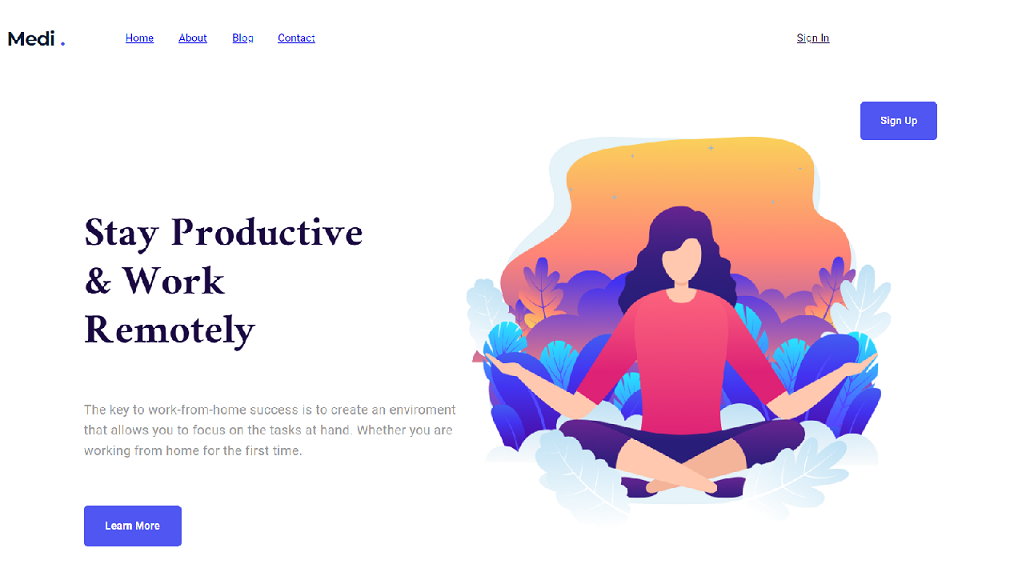 Medi .
Home About Blog Contact
Sign In
Sign Up
Stay Productive
& Work
Remotely
The key to work-from-home success is to create an enviroment
that allows you to focus on the tasks at hand. Whether you are
working from home for the first time.
Learn More